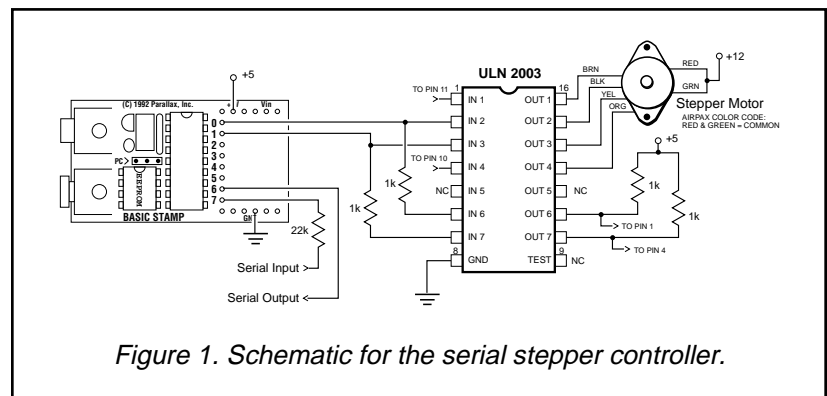 +5
(C) 1992 Parallax, Inc.
+
Vin
0
1
2
3
4
5
6
7
PC >
EEPROM
BASIC STAMP
GN
22k
Serial Input >
Serial Output <
1k
1k
TO PIN 11
TO PIN 10
NC
ULN 2003
1
16
IN 1
OUT 1
IN 2
OUT 2
IN 3
OUT 3
IN 4
OUT 4
IN 5
OUT 5
IN 6
OUT 6
IN 7
OUT 7
8
9
GND
TEST
NC
NC
BRN
BLK
YEL
ORG
RED
GRN
+12
Stepper Motor
AIRPAX COLOR CODE:
RED & GREEN = COMMON
+5
1k
1k
> TO PIN 1
> TO PIN 4
Figure 1. Schematic for the serial stepper controller.